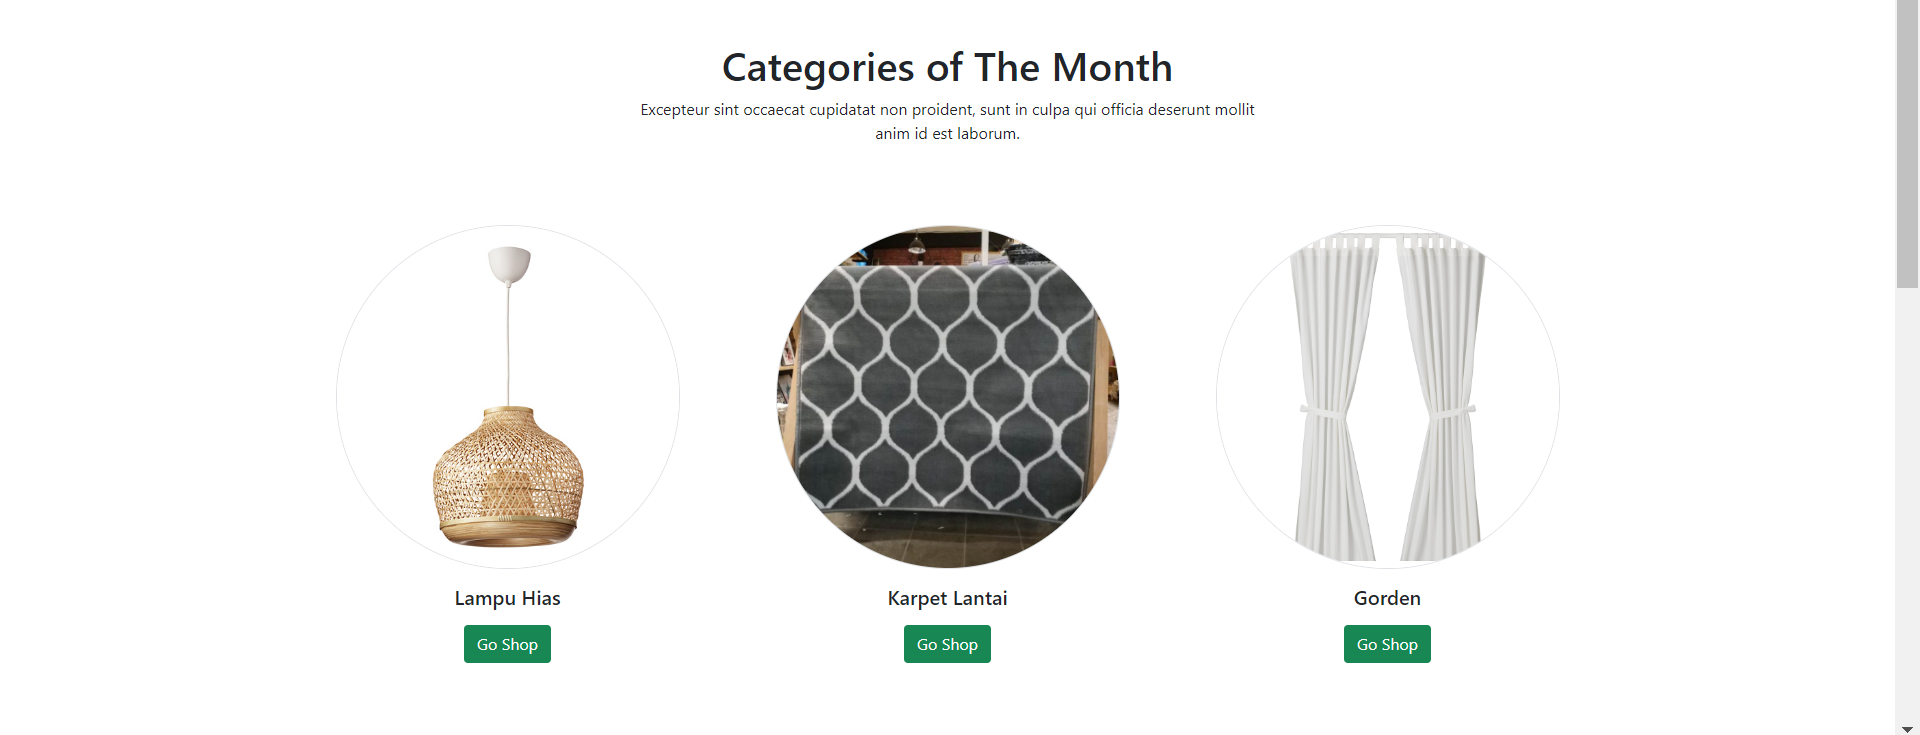 Categories of The Month
Excepteur sint occaecat cupidatat non proident, sunt in culpa qui officia deserunt mollit
anim id est laborum.
Lampu Hias
Karpet Lantai
Gorden
Go Shop
Go Shop
Go Shop